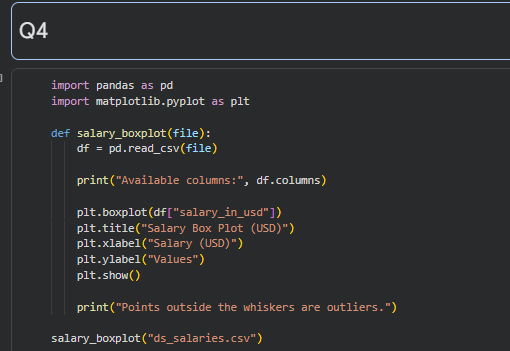 Q4
import pandas as pd
import matplotlib.pyplot as plt
def salary_boxplot(file):
    df = pd.read_csv(file)
    print("Available columns:", df.columns)
    plt.boxplot(df["salary_in_usd"])
    plt.title("Salary Box Plot (USD)")
    plt.xlabel("Salary (USD)")
    plt.ylabel("Values")
    plt.show()
    print("Points outside the whiskers are outliers.")
salary_boxplot("ds_salaries.csv")